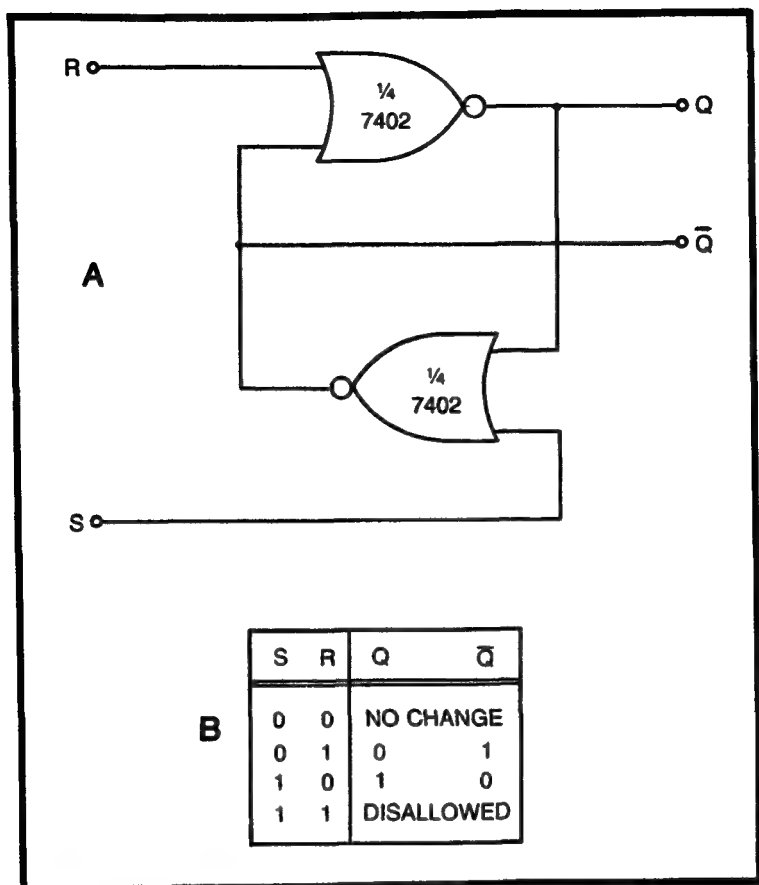 R
¼
7402
Q
Q̅
A
¼
7402
S
B
S R Q Q̅
0 0 NO CHANGE
0 1 0 1
1 0 1 0
1 1 DISALLOWED